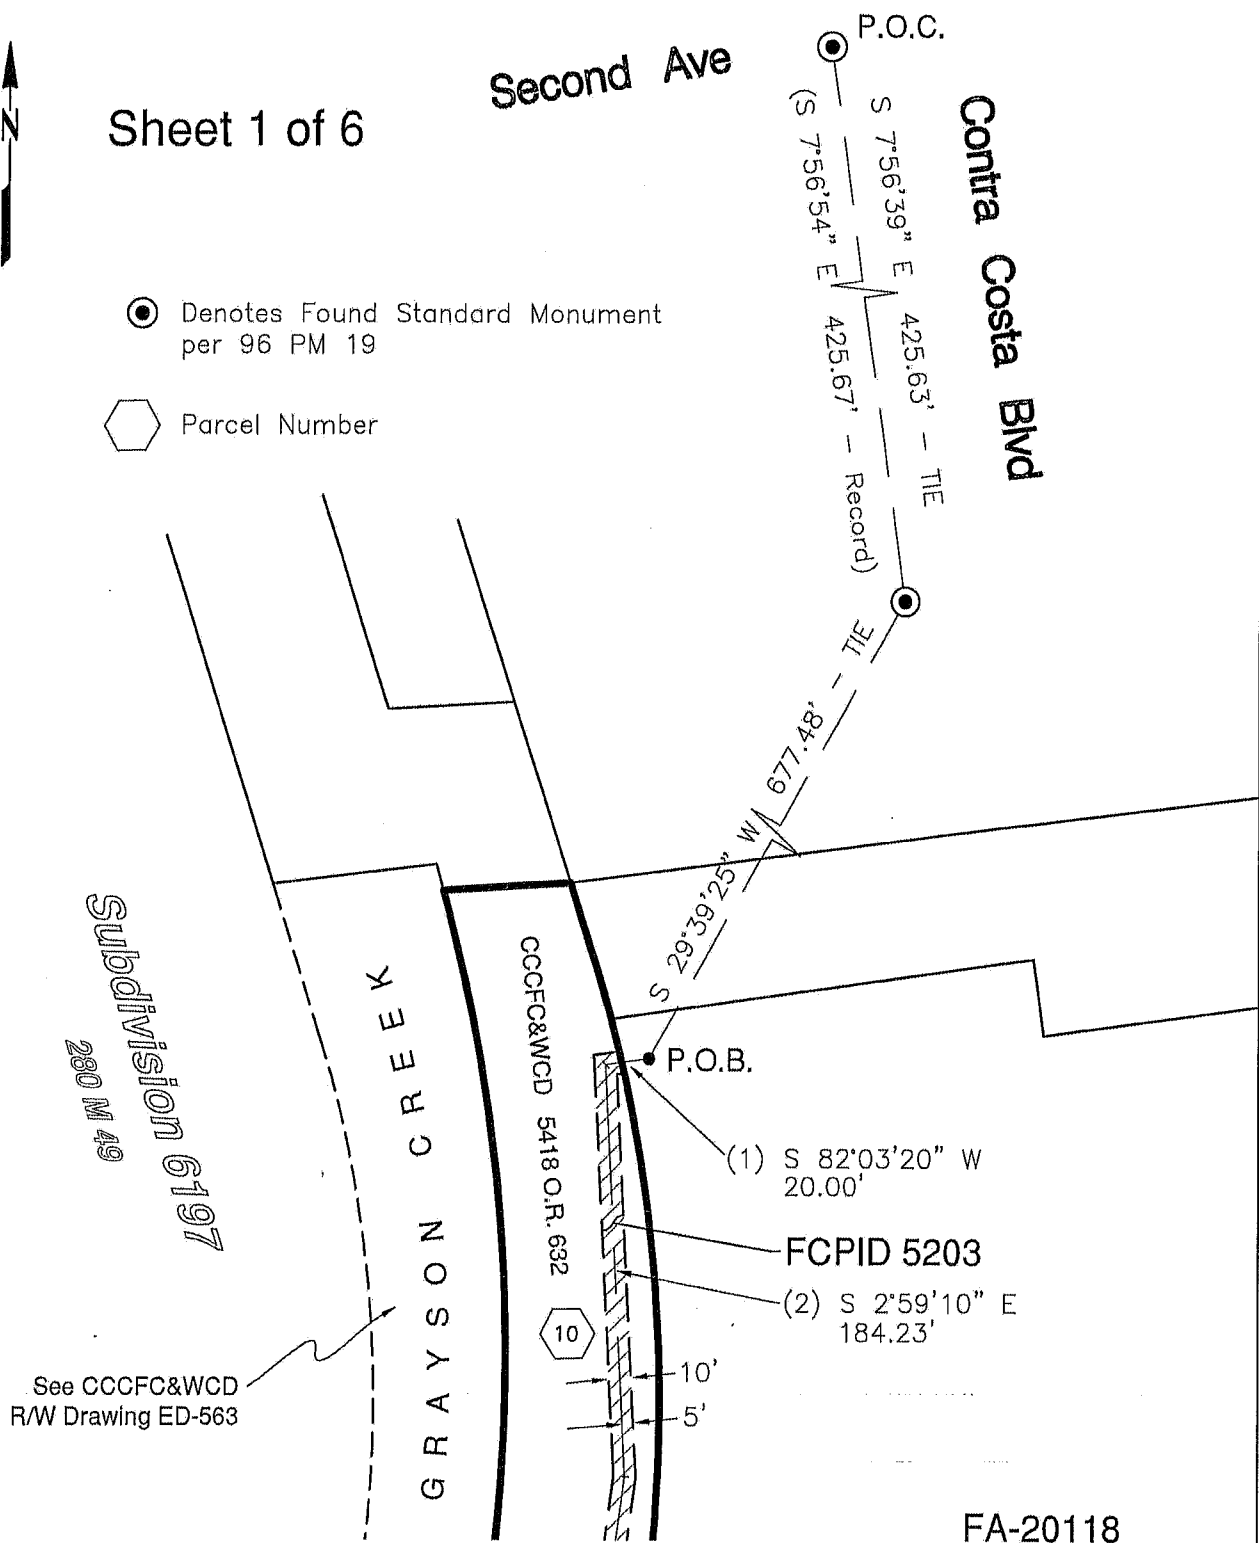 P.O.C.
Second Ave
N
Sheet 1 of 6
Contra Costa Blvd
S 7°56'39" E 425.63' - TIE
(S 7°56'54" E 425.67' - Record)
Denotes Found Standard Monument
per 96 PM 19
Parcel Number
S 29°39'25" W 677.48' - TIE
Subdivision 6197
280 M 49
GRAYSON CREEK
CCCFC&WCD 5418 O.R. 632
P.O.B.
(1) S 82°03'20" W
20.00'
FCPID 5203
(2) S 2°59'10" E
184.23'
10
10'
5'
See CCCFC&WCD
R/W Drawing ED-563
FA-20118